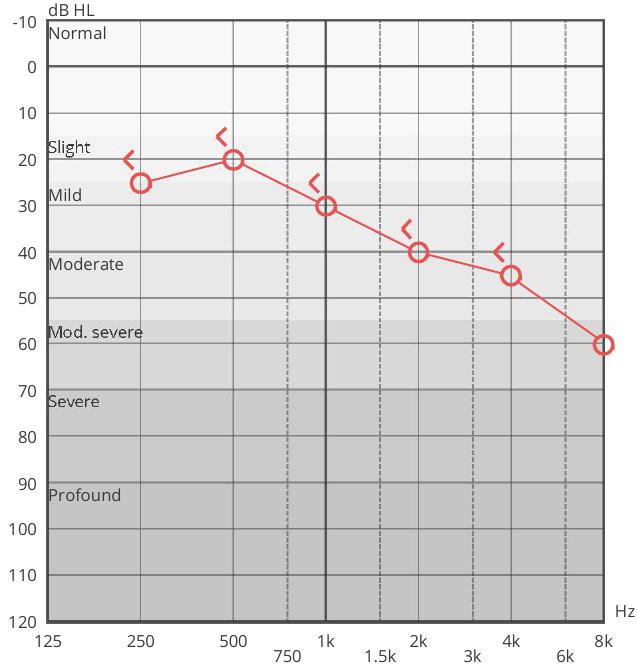 dB HL
-10
Normal
0
10
Slight
20
Mild
30
40
Moderate
50
Mod. severe
60
70
Severe
80
90
Profound
100
110
120
Hz
125 250 500 1k 2k 4k 8k
750 1.5k 3k 6k